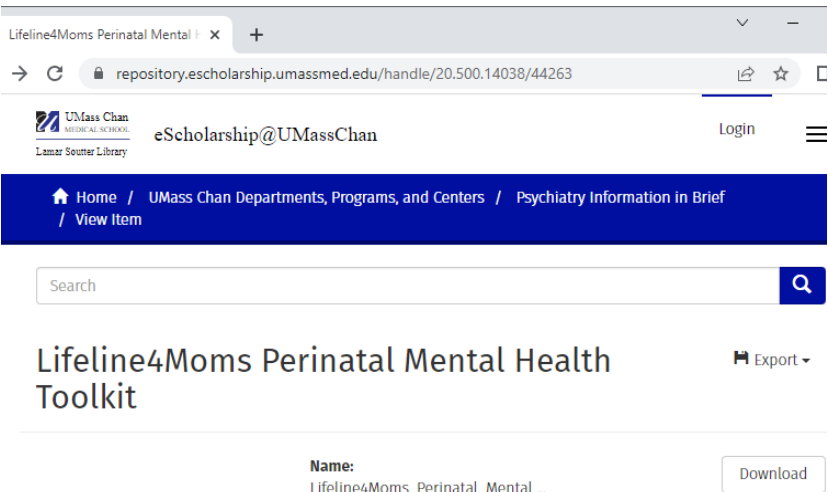 Lifeline4Moms Perinatal Mental H
repository.escholarship.umassmed.edu/handle/20.500.14038/44263
UMass Chan
MEDICAL SCHOOL
Lamar Soutter Library
eScholarship@UMassChan
Login
Home / UMass Chan Departments, Programs, and Centers / Psychiatry Information in Brief
/ View Item
Search
Lifeline4Moms Perinatal Mental Health
Toolkit
Export
Name:
Lifeline4Moms_Perinatal_Mental ...
Download